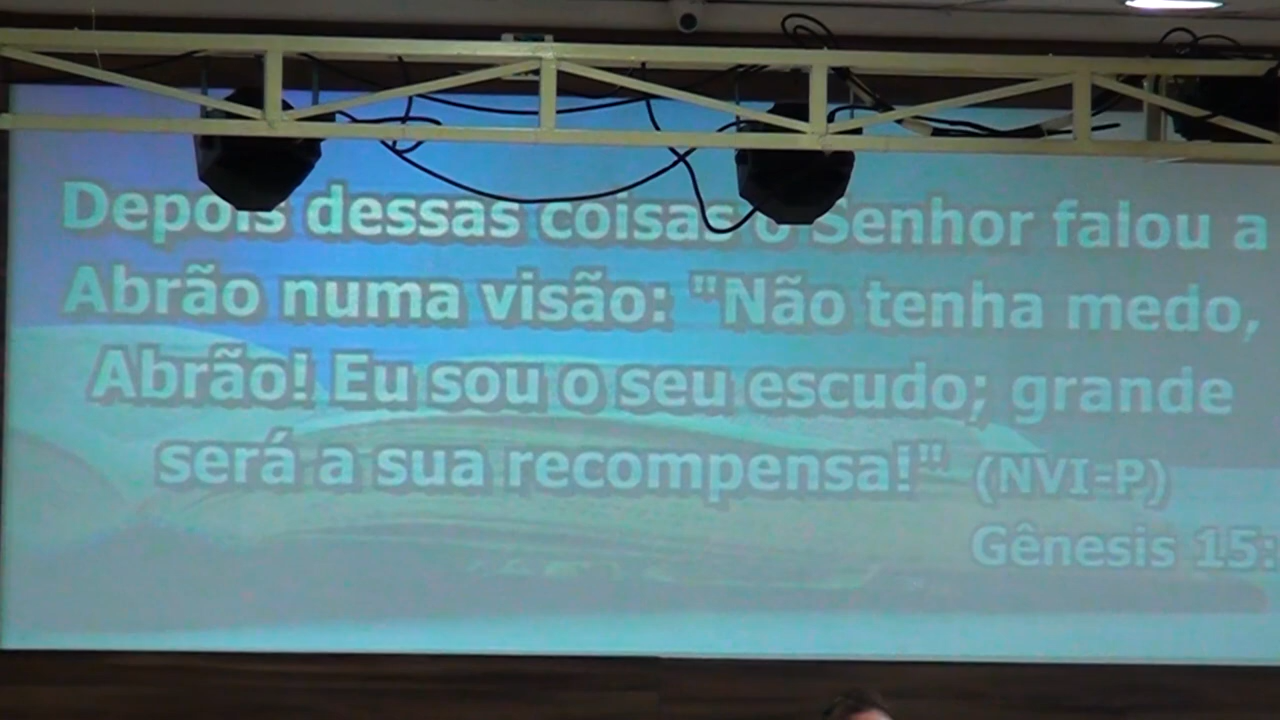 Depois dessas coisas o Senhor falou a
Abrão numa visão: "Não tenha medo,
Abrão! Eu sou o seu escudo; grande
será a sua recompensa!" (NVI-P)
Gênesis 15: